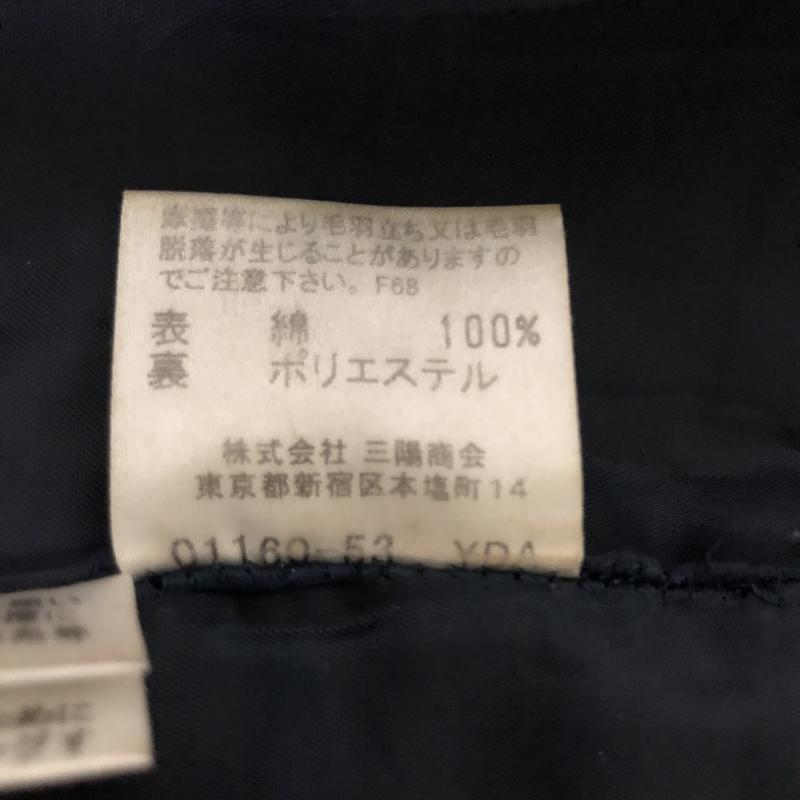 摩擦等により毛羽立ち又は毛羽
脱落が生じることがありますの
でご注意下さい。F68
表 綿 100%
裏 ポリエステル
株式会社 三陽商会
東京都新宿区本塩町14
01160-53 YDA